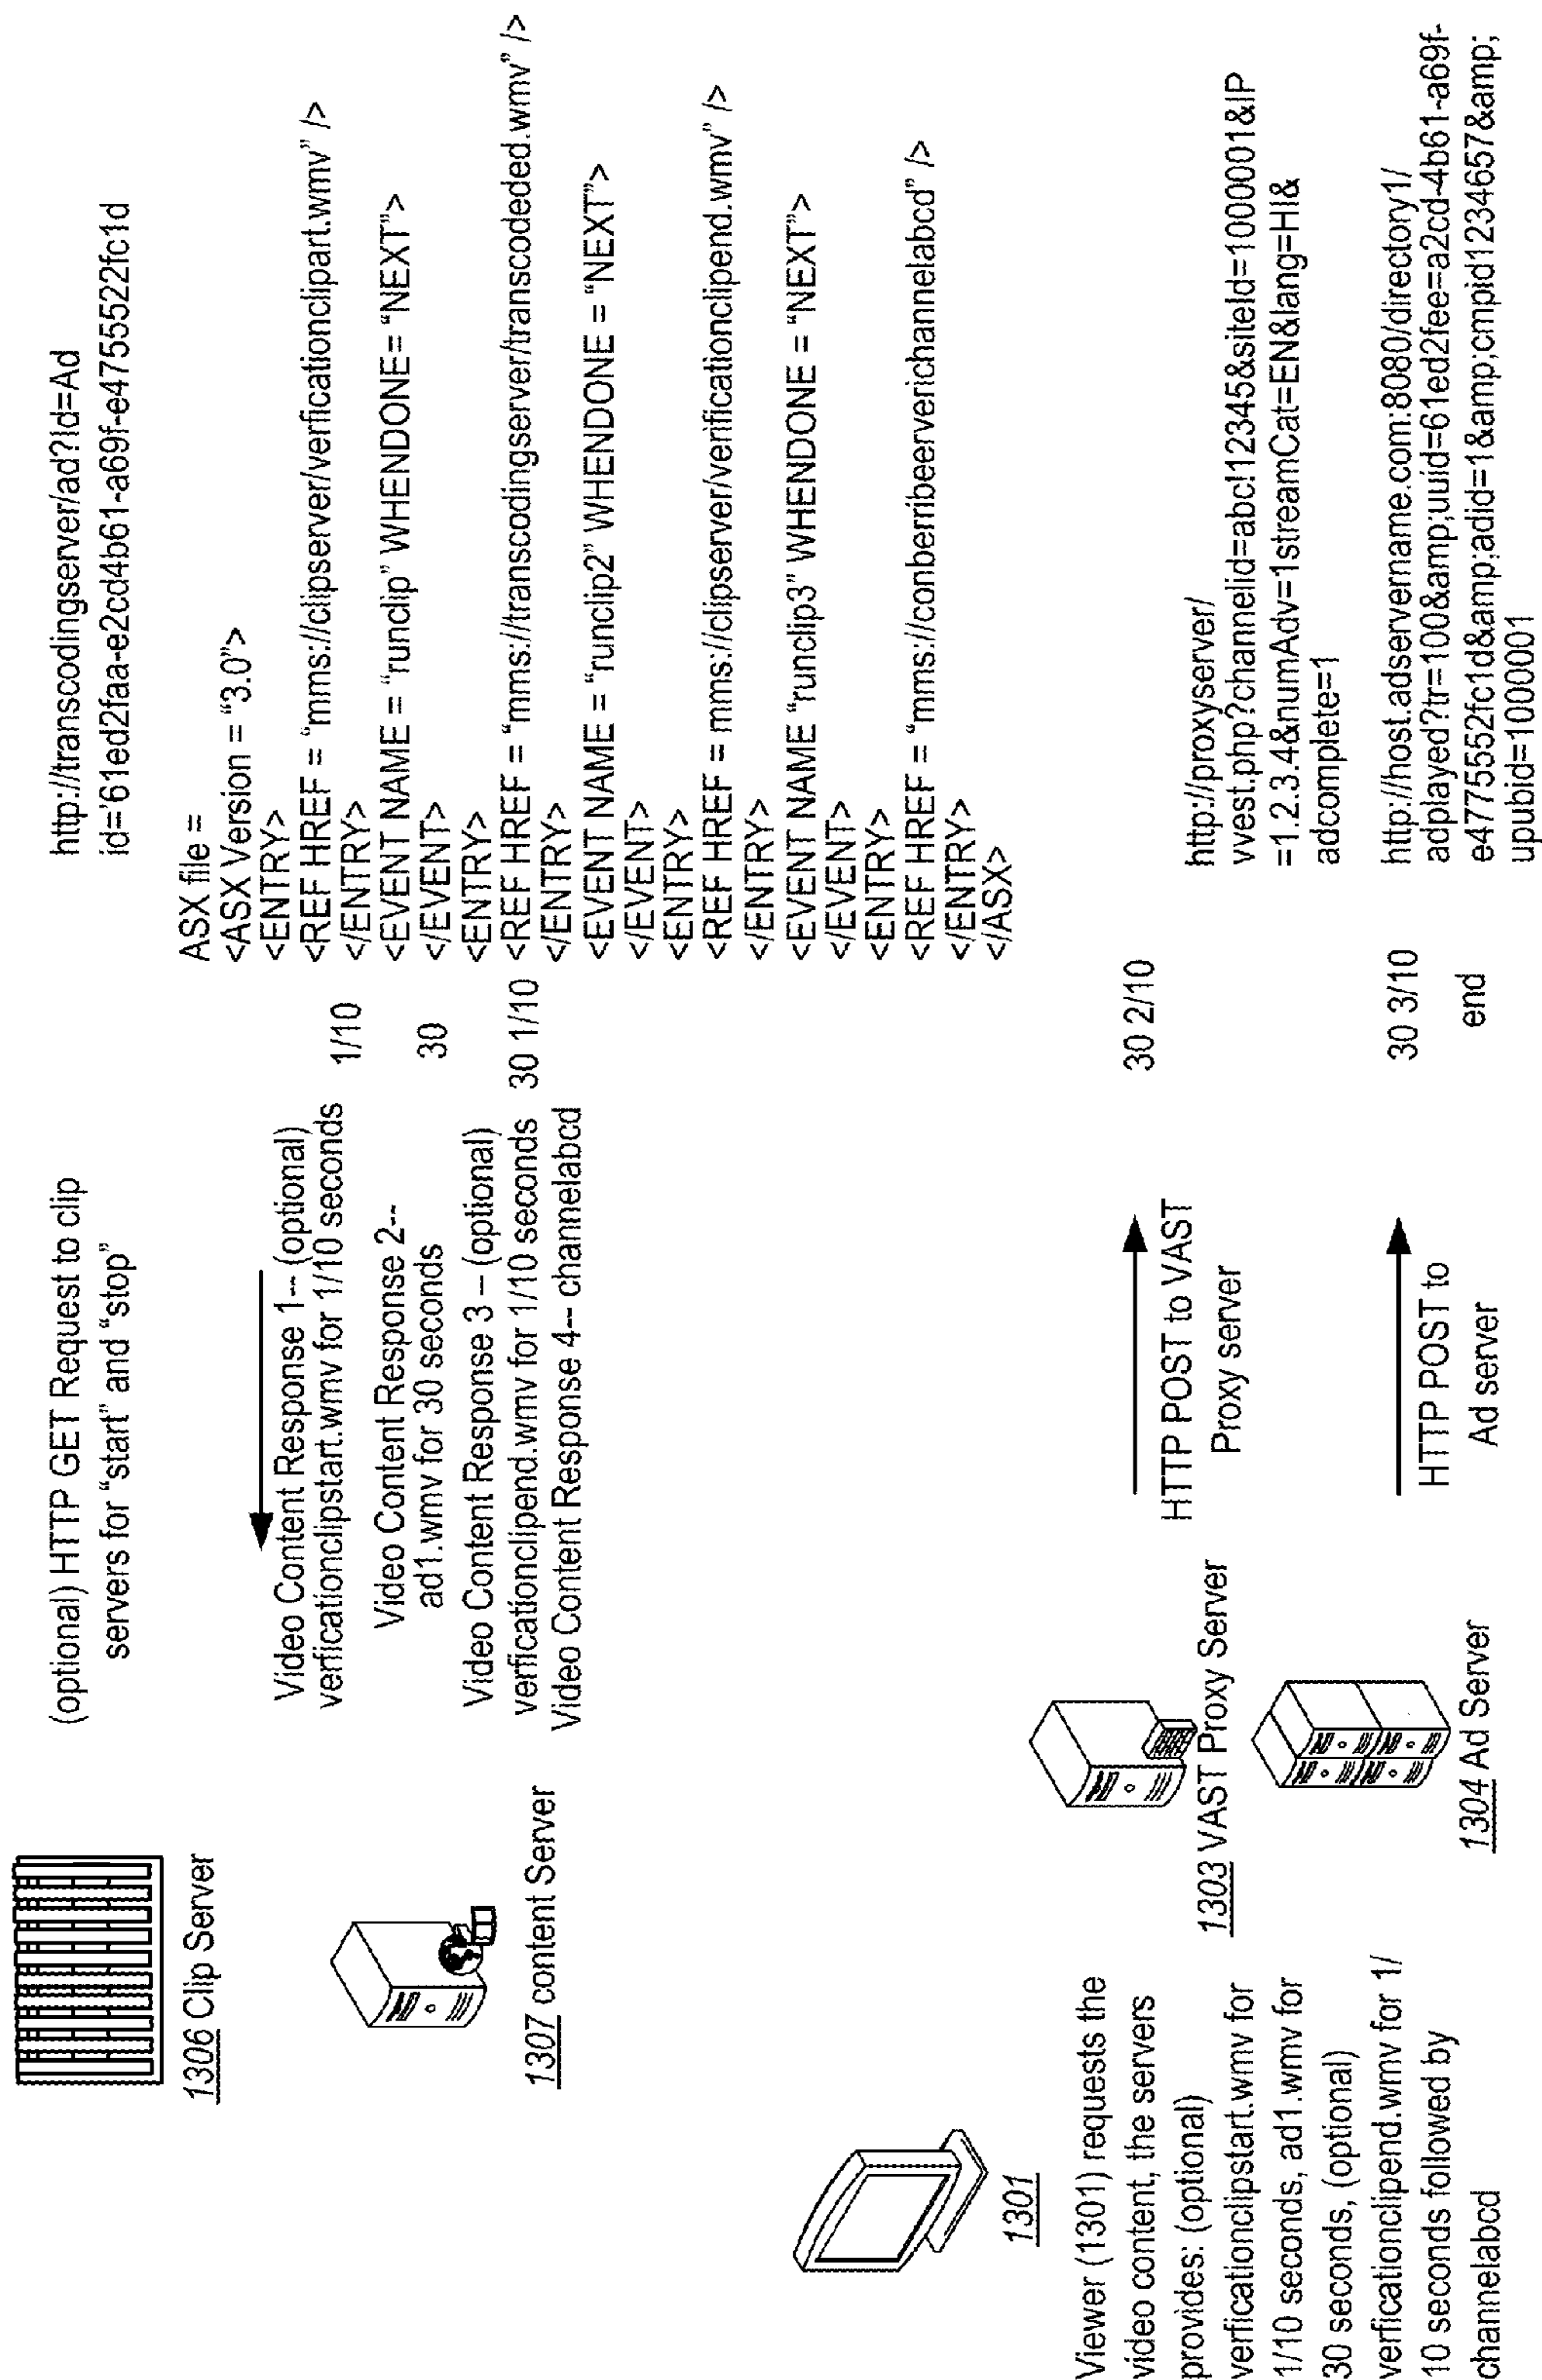 1306 Clip Server
(optional) HTTP GET Request to clip
servers for “start” and “stop”
http://transcodingserver/ad?Id=Ad
id='61ed2faa-e2cd4b61-a69f-e4755522fc1d
1307 content Server
Video Content Response 1-- (optional)
verficationclipstart.wmv for 1/10 seconds
1/10
Video Content Response 2--
ad1.wmv for 30 seconds
30
Video Content Response 3 – (optional)
verficationclipend.wmv for 1/10 seconds
30 1/10
Video Content Response 4-- channelabcd
ASX file =
<ASX Version = “3.0”>
<ENTRY>
<REF HREF = “mms://clipserver/verficationclipart.wmv” />
</ENTRY>
<EVENT NAME = “runclip” WHENDONE= “NEXT”>
</EVENT>
<ENTRY>
<REF HREF = “mms://transcodingserver/transcodeded.wmv” />
</ENTRY>
<EVENT NAME = “runclip2” WHENDONE = “NEXT”>
</EVENT>
<ENTRY>
<REF HREF = mms://clipserver/verificationclipend.wmv” />
</ENTRY>
<EVENT NAME “runclip3” WHENDONE = “NEXT”>
</EVENT>
<ENTRY>
<REF HREF = “mms://conberribeerverichannelabcd” />
</ENTRY>
</ASX>
1301
Viewer (1301) requests the
video content, the servers
provides: (optional)
verficationclipstart.wmv for
1/10 seconds, ad1.wmv for
30 seconds, (optional)
verficationclipend.wmv for 1/
10 seconds followed by
channelabcd
1303 VAST Proxy Server
HTTP POST to VAST
Proxy server
30 2/10
http://proxyserver/
vvest.php?channelid=abc!12345&siteId=1000001&IP
=1.2.3.4&numAdv=1streamCat=EN&lang=HI&
adcomplete=1
1304 Ad Server
HTTP POST to
Ad server
30 3/10
end
http://host.adservername.com:8080/directory1/
adplayed?tr=100&amp;uuid=61ed2fee=a2cd-4b61-a69f-
e4775552fc1d&amp;adid=1&amp;cmpid1234657&amp;
upubid=1000001